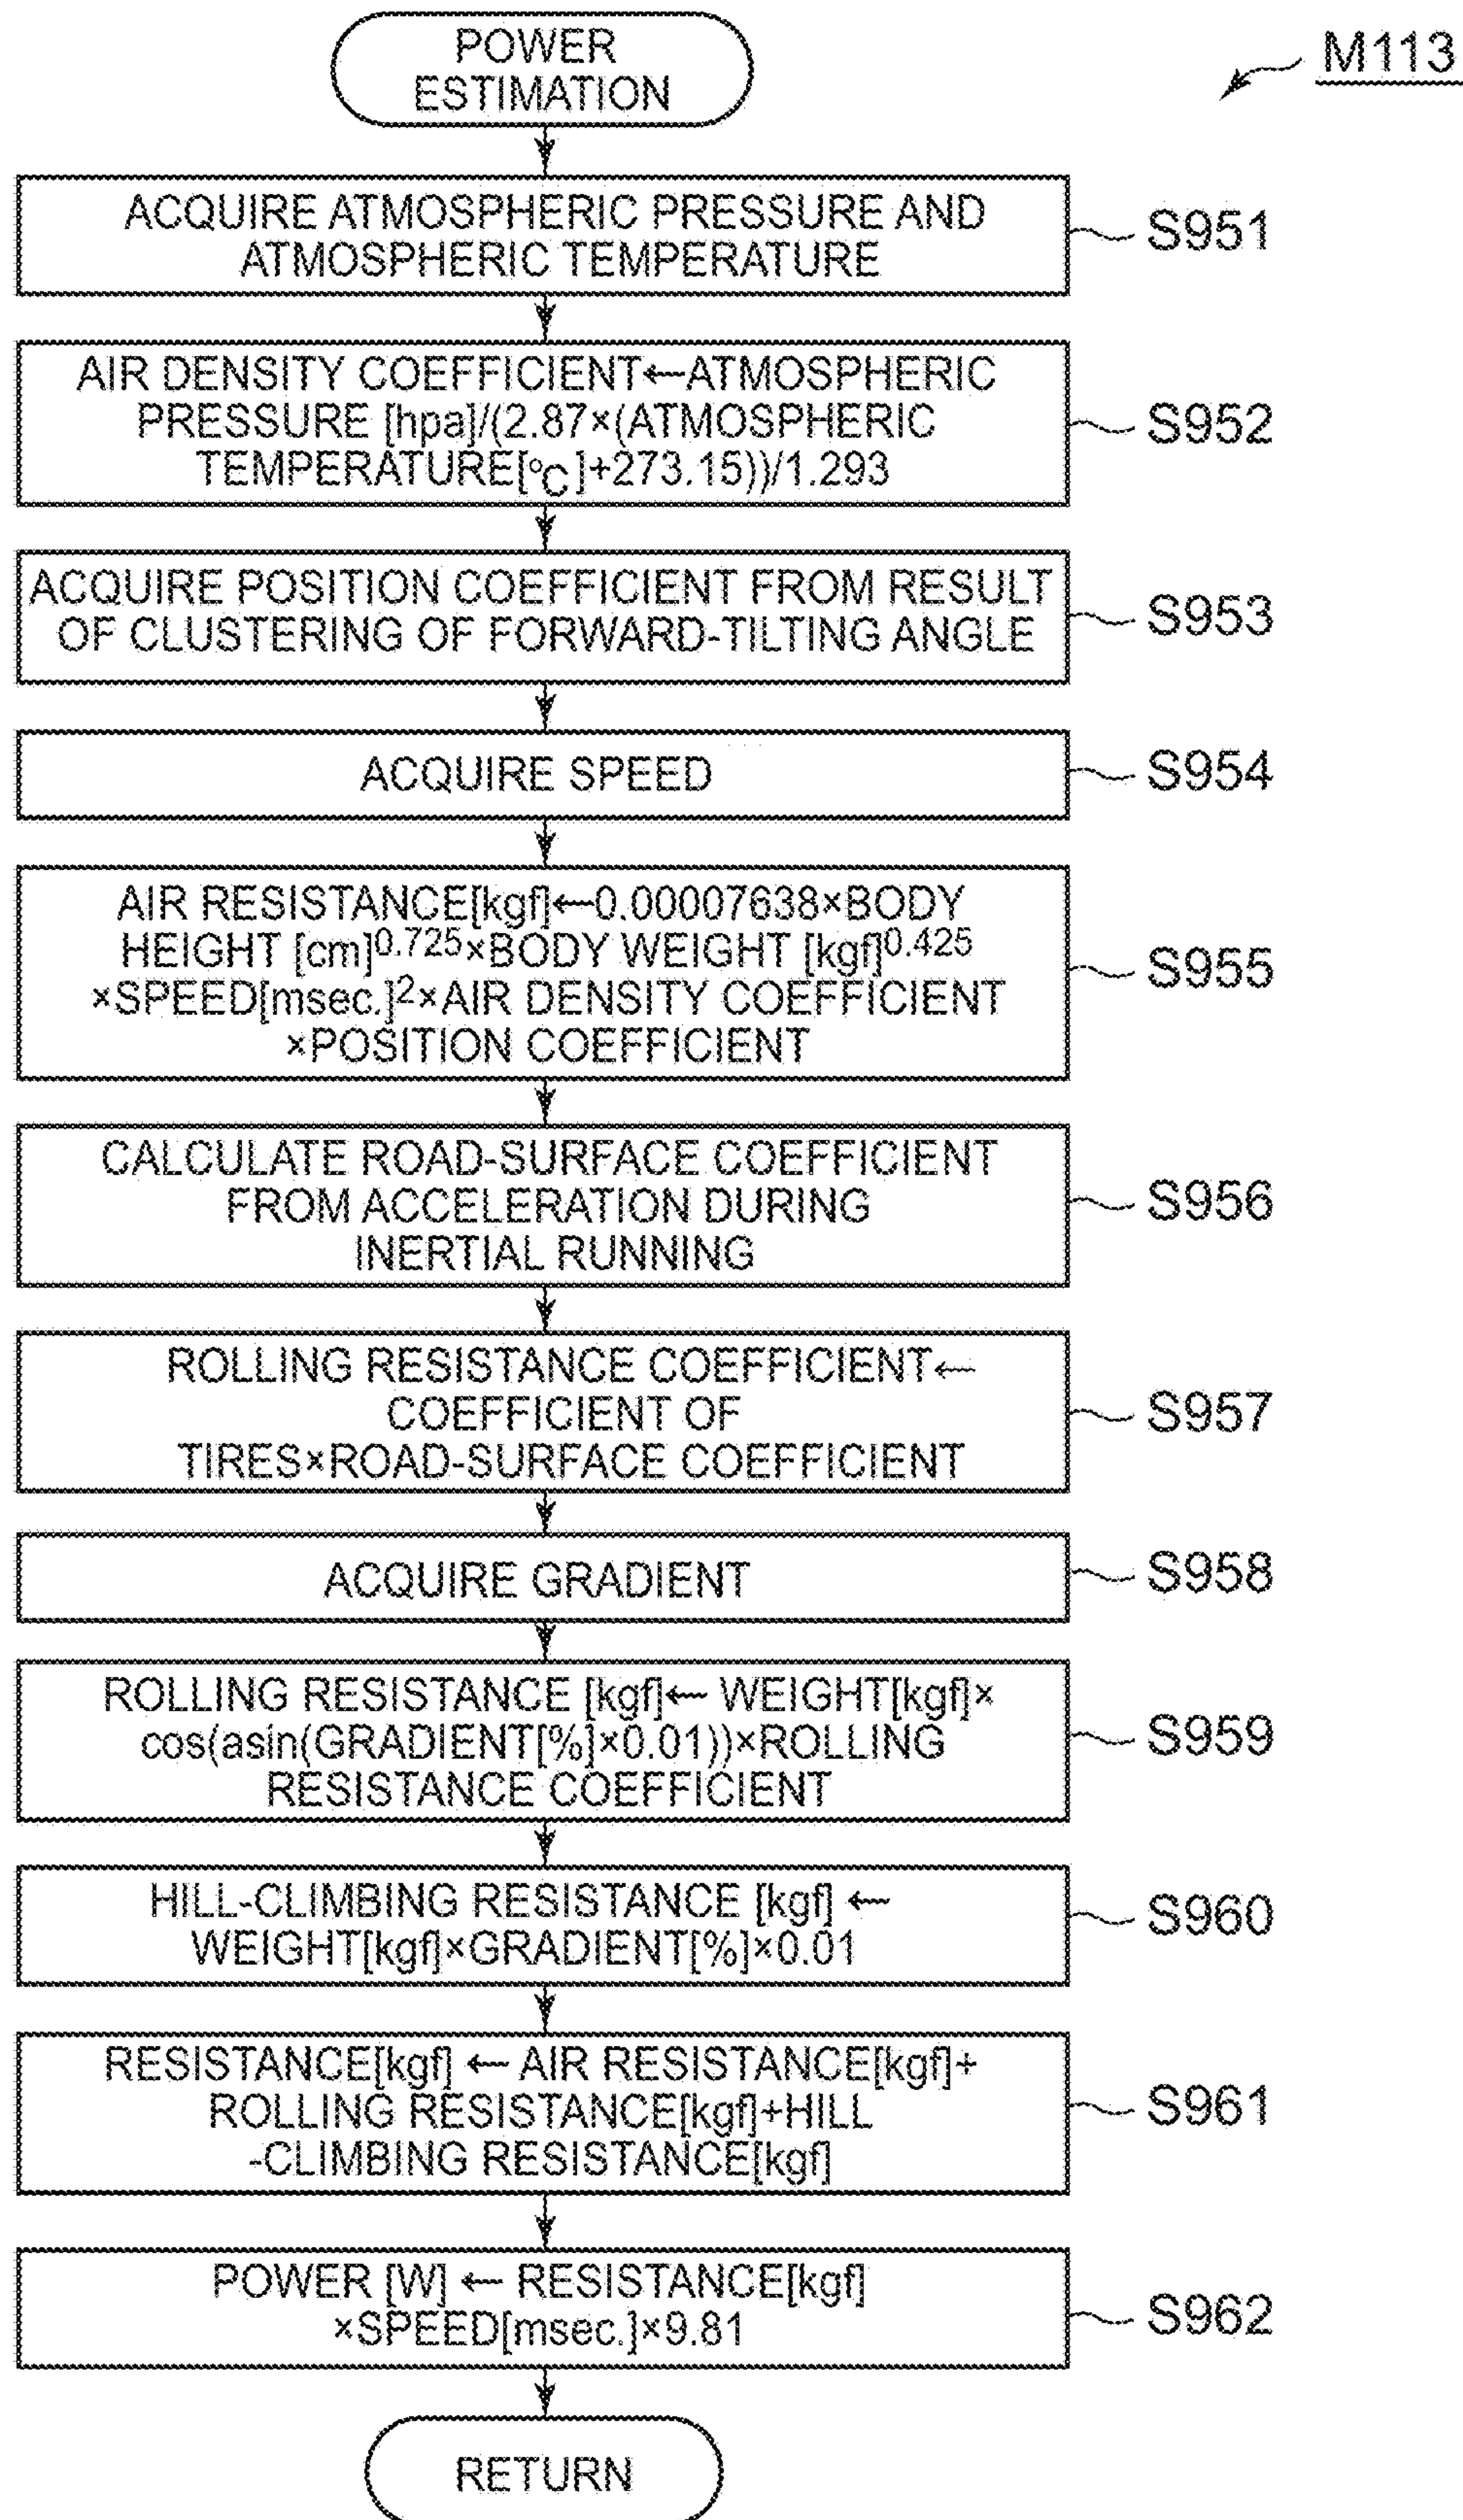 POWER
ESTIMATION
M113
ACQUIRE ATMOSPHERIC PRESSURE AND
ATMOSPHERIC TEMPERATURE
S951
AIR DENSITY COEFFICIENT←ATMOSPHERIC
PRESSURE [hpa]/(2.87×(ATMOSPHERIC
TEMPERATURE[°C]+273.15))/1.293
S952
ACQUIRE POSITION COEFFICIENT FROM RESULT
OF CLUSTERING OF FORWARD-TILTING ANGLE
S953
ACQUIRE SPEED
S954
AIR RESISTANCE[kgf]←0.00007638×BODY
HEIGHT [cm]^0.725×BODY WEIGHT [kgf]^0.425
×SPEED[msec.]^2×AIR DENSITY COEFFICIENT
×POSITION COEFFICIENT
S955
CALCULATE ROAD-SURFACE COEFFICIENT
FROM ACCELERATION DURING
INERTIAL RUNNING
S956
ROLLING RESISTANCE COEFFICIENT←
COEFFICIENT OF
TIRES×ROAD-SURFACE COEFFICIENT
S957
ACQUIRE GRADIENT
S958
ROLLING RESISTANCE [kgf]← WEIGHT[kgf]×
cos(asin(GRADIENT[%]×0.01))×ROLLING
RESISTANCE COEFFICIENT
S959
HILL-CLIMBING RESISTANCE [kgf] ←
WEIGHT[kgf]×GRADIENT[%]×0.01
S960
RESISTANCE[kgf] ← AIR RESISTANCE[kgf]+
ROLLING RESISTANCE[kgf]+HILL
-CLIMBING RESISTANCE[kgf]
S961
POWER [W] ← RESISTANCE[kgf]
×SPEED[msec.]×9.81
S962
RETURN